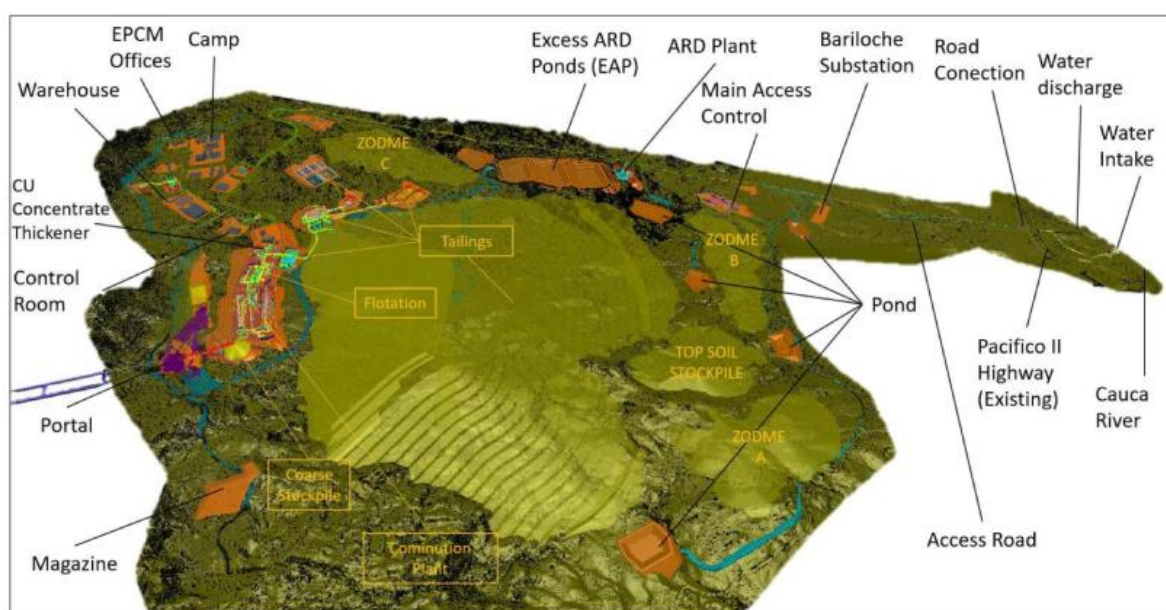 EPCM
Offices
Camp
Excess ARD
Ponds (EAP)
ARD Plant
Main Access
Control
Bariloche
Substation
Road
Conection
Water
discharge
Water
Intake
Warehouse
CU
Concentrate
Thickener
Control
Room
Portal
Magazine
ZODME
C
Tailings
Flotation
ZODME
B
Pond
TOP SOIL
STOCKPILE
ZODME
A
Coarse
Stockpile
Cominution
Plant
Pacifico II
Highway
(Existing)
Cauca
River
Access Road